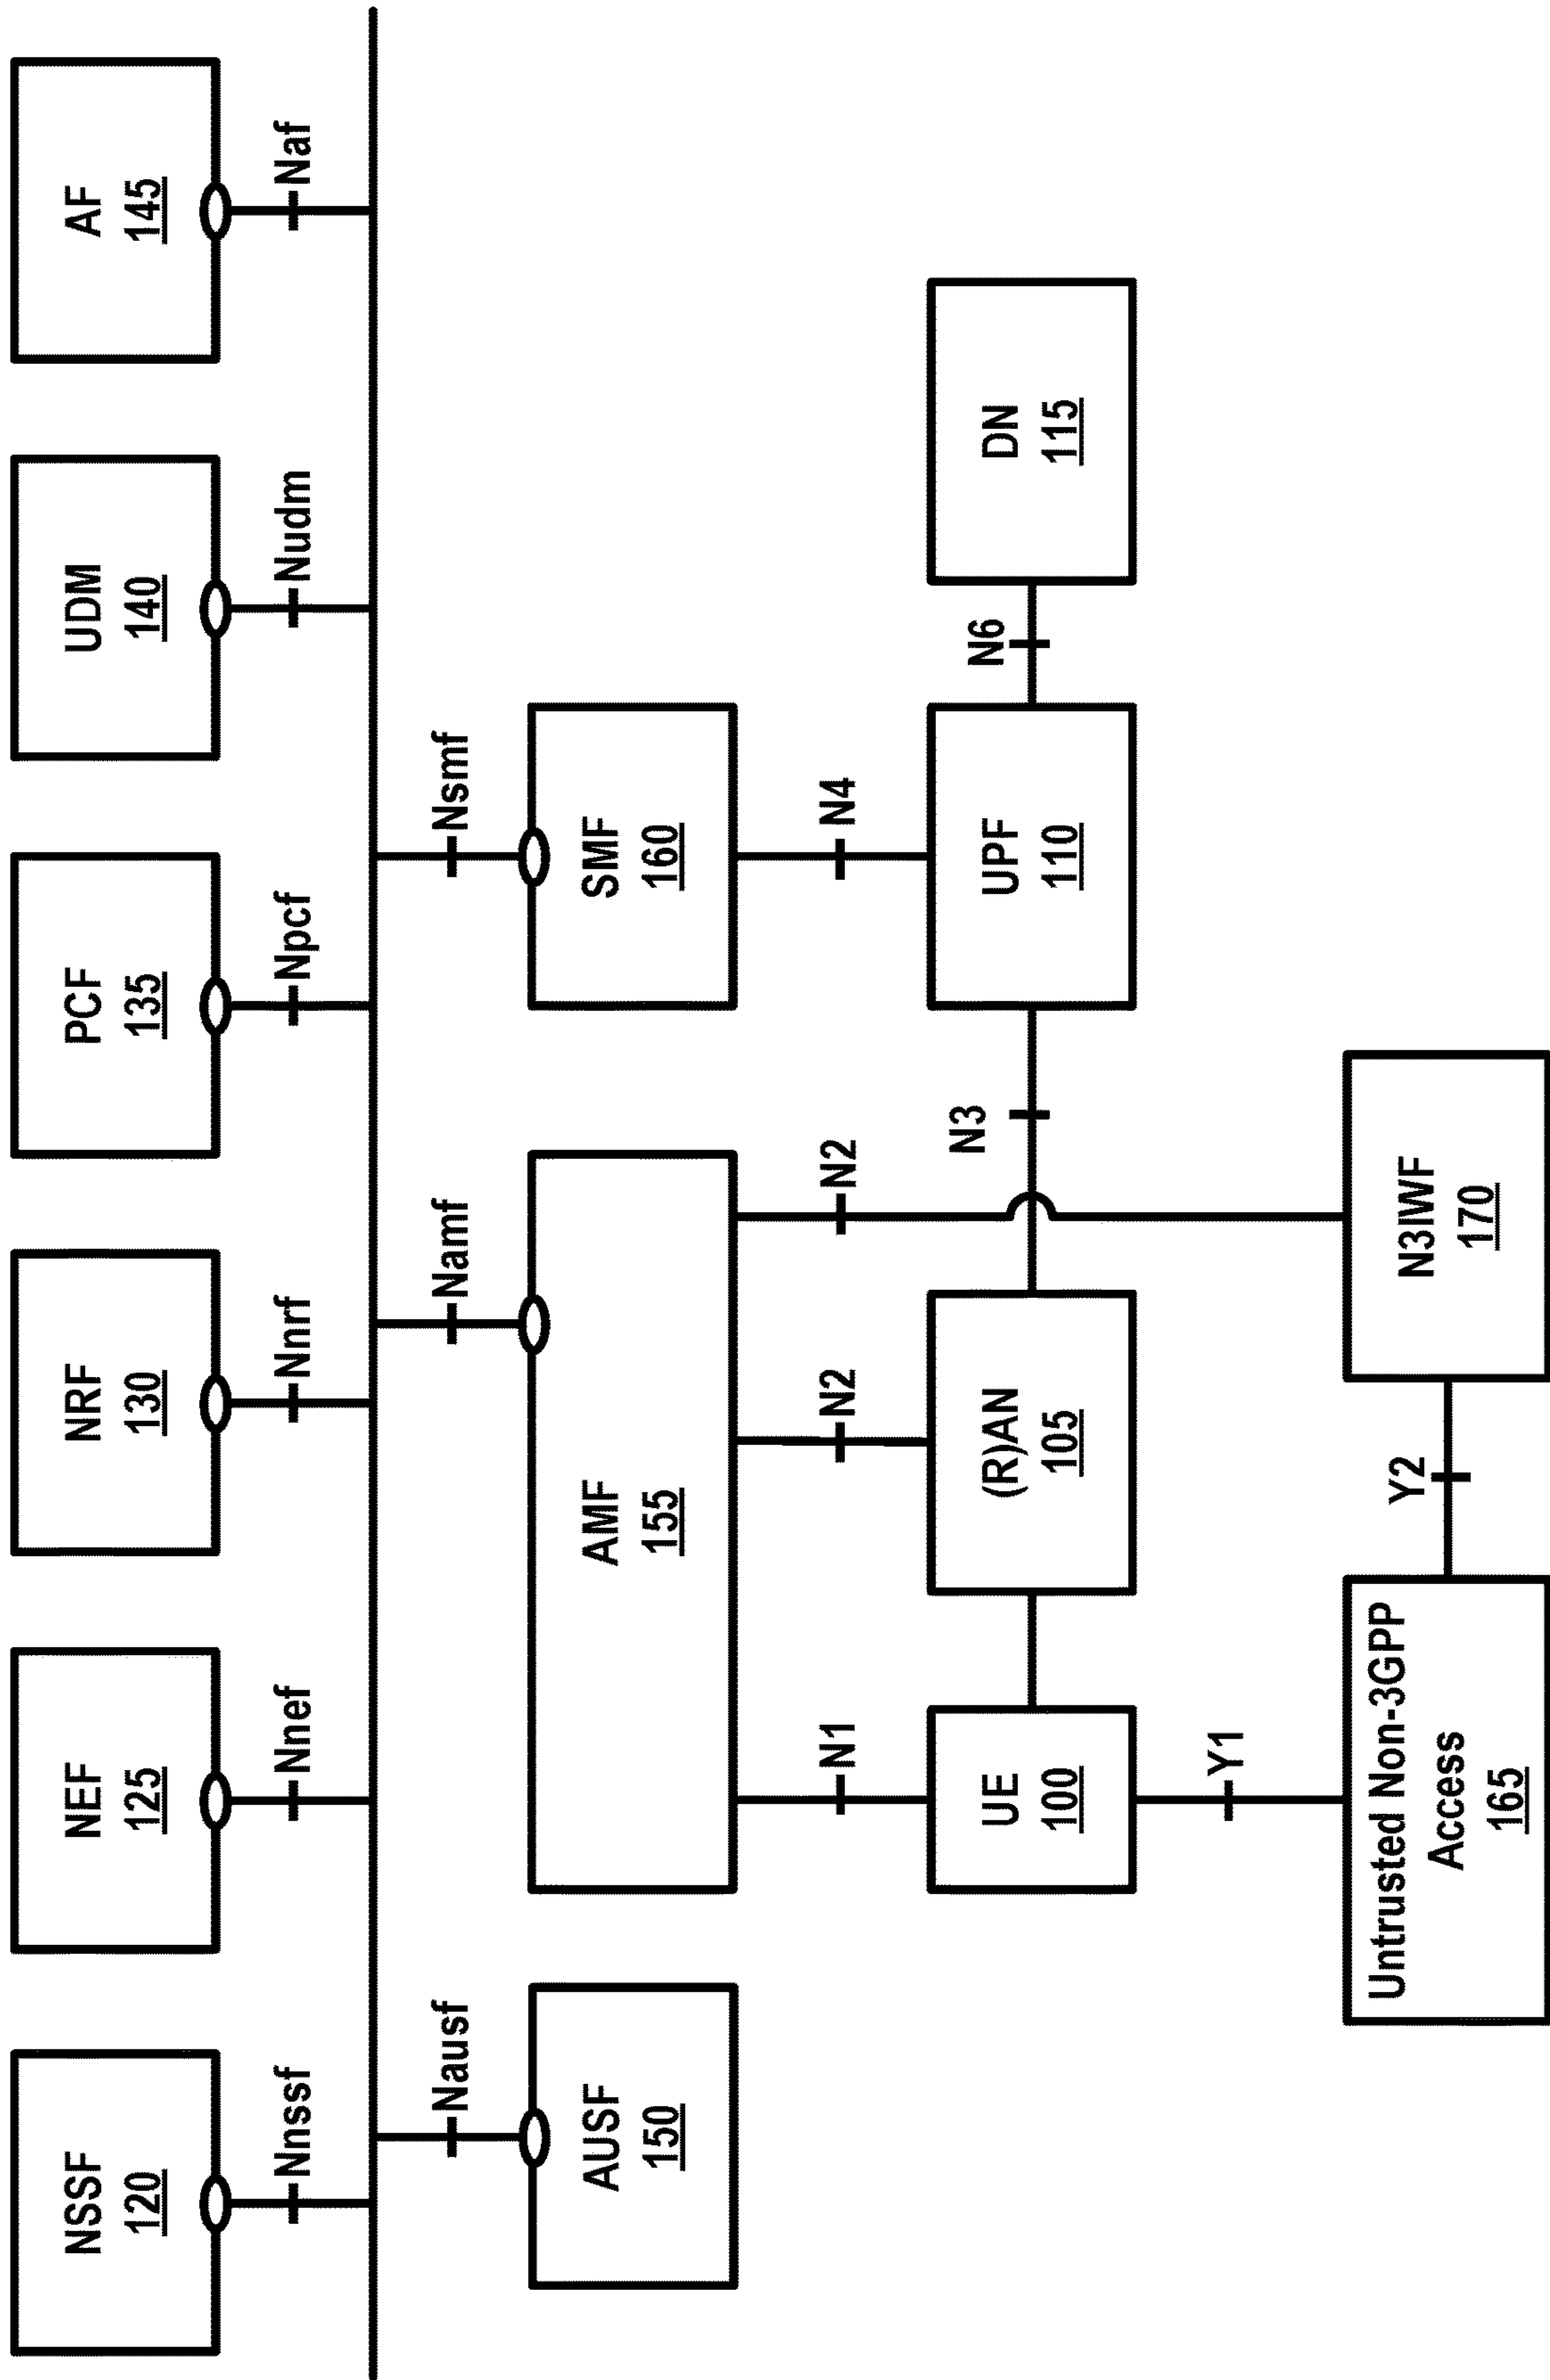 NSSF
120
NEF
125
NRF
130
PCF
135
UDM
140
AF
145
Nnssf
Nnef
Nnrf
Npcf
Nudm
Naf
Nausf
Namf
Nsmf
AUSF
150
AMF
155
SMF
160
N1
N2
N2
N4
UE
100
(R)AN
105
N3
UPF
110
N6
DN
115
Y1
Untrusted Non-3GPP
Access
165
Y2
N3IWF
170